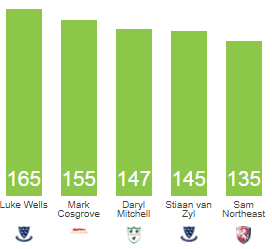 165 155 147 145 135
Luke Wells Mark Daryl Stiaan van Sam
Cosgrove Mitchell Zyl Northeast